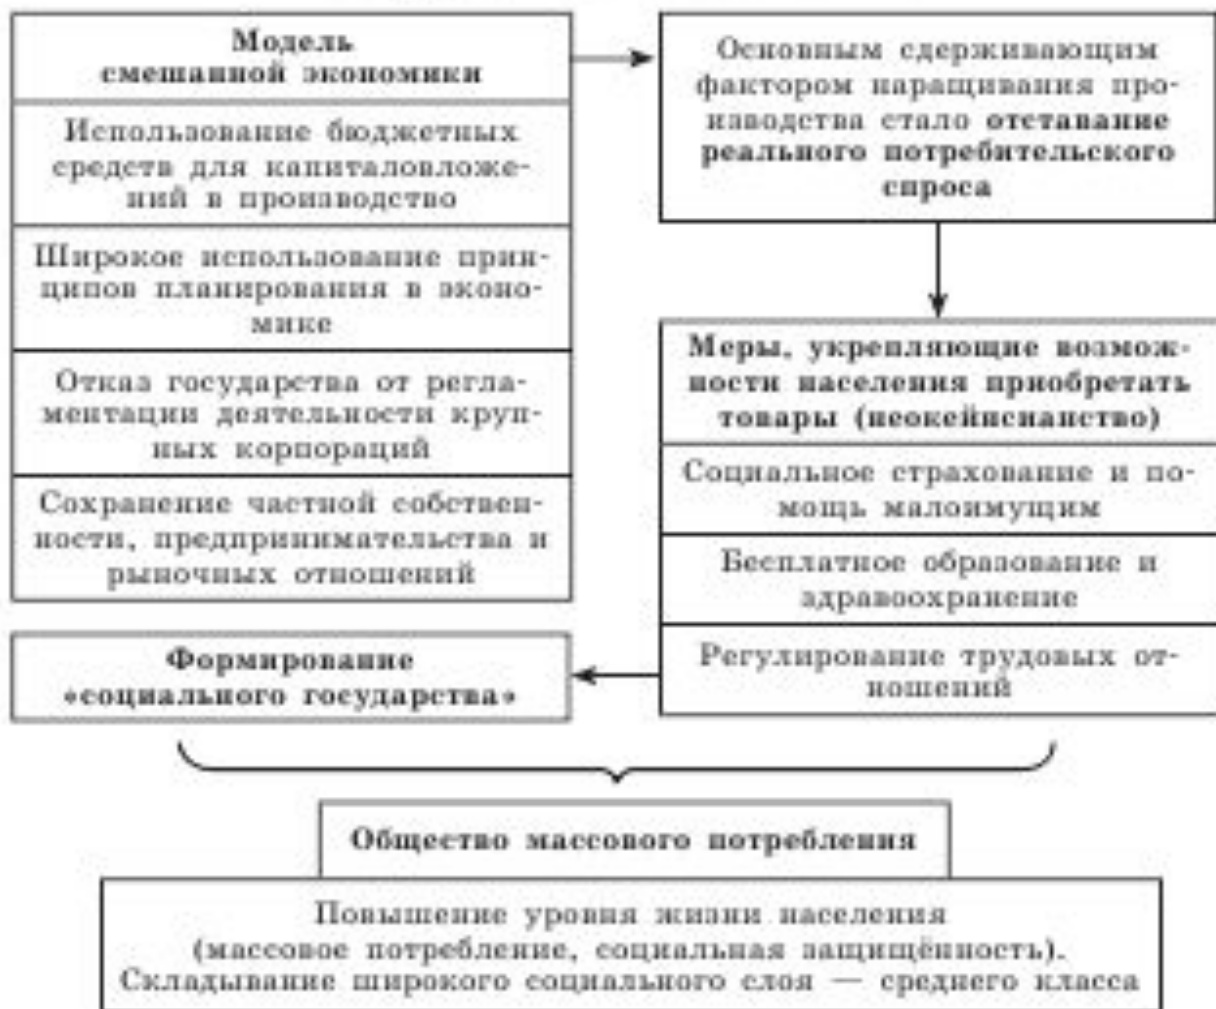 Модель
смешанной экономики
Использование бюджетных
средств для капиталовложе-
ний в производство
Широкое использование прин-
ципов планирования в эконо-
мике
Отказ государства от регла-
ментации деятельности круп-
ных корпораций
Сохранение частной собствен-
ности, предпринимательства и
рыночных отношений
Основным сдерживающим
фактором наращивания про-
изводства стало отставание
реального потребительского
спроса
Меры, укрепляющие возмож-
ности населения приобретать
товары (неокейнсианство)
Социальное страхование и по-
мощь малоимущим
Бесплатное образование и
здравоохранение
Регулирование трудовых от-
ношений
Формирование
«социального государства»
Общество массового потребления
Повышение уровня жизни населения
(массовое потребление, социальная защищённость).
Складывание широкого социального слоя — среднего класса